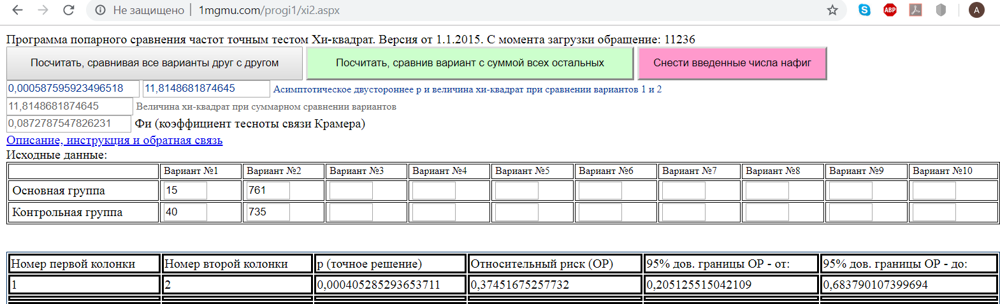 Не защищено | 1mgmu.com/progi1/xi2.aspx
S ABP A
Программа попарного сравнения частот точным тестом Хи-квадрат. Версия от 1.1.2015. С момента загрузки обращение: 11236
Посчитать, сравнивая все варианты друг с другом Посчитать, сравнив вариант с суммой всех остальных Снести введенные числа нафиг
0,000587595923496518 11,8148681874645 Асимптотическое двустороннее p и величина хи-квадрат при сравнении вариантов 1 и 2
11,8148681874645 Величина хи-квадрат при суммарном сравнении вариантов
0,0872787547826231 Фи (коэффициент тесноты связи Крамера)
Описание, инструкция и обратная связь
Исходные данные:
Вариант №1 Вариант №2 Вариант №3 Вариант №4 Вариант №5 Вариант №6 Вариант №7 Вариант №8 Вариант №9 Вариант №10
Основная группа 15 761
Контрольная группа 40 735
Номер первой колонки Номер второй колонки p (точное решение) Относительный риск (ОР) 95% дов. границы ОР - от: 95% дов. границы ОР - до:
1 2 0,000405285293653711 0,37451675257732 0,205125515042109 0,683790107399694